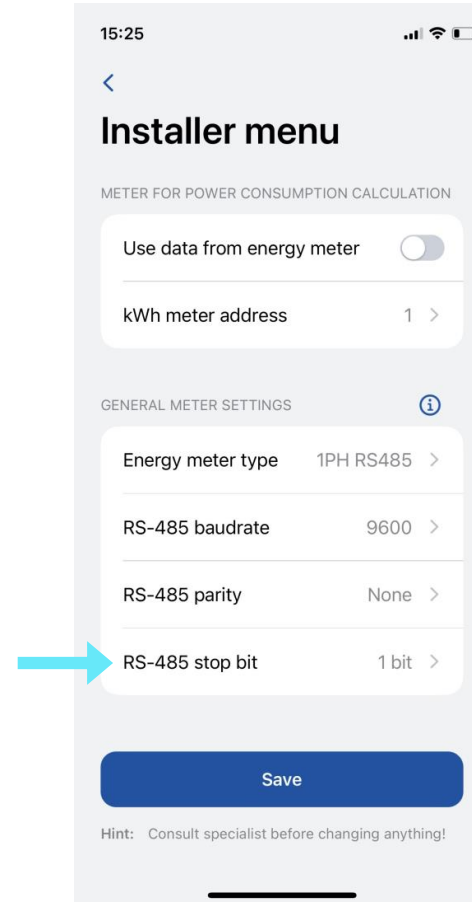 15:25
Installer menu
METER FOR POWER CONSUMPTION CALCULATION
Use data from energy meter
kWh meter address 1
GENERAL METER SETTINGS
Energy meter type 1PH RS485
RS-485 baudrate 9600
RS-485 parity None
RS-485 stop bit 1 bit
Save
Hint: Consult specialist before changing anything!